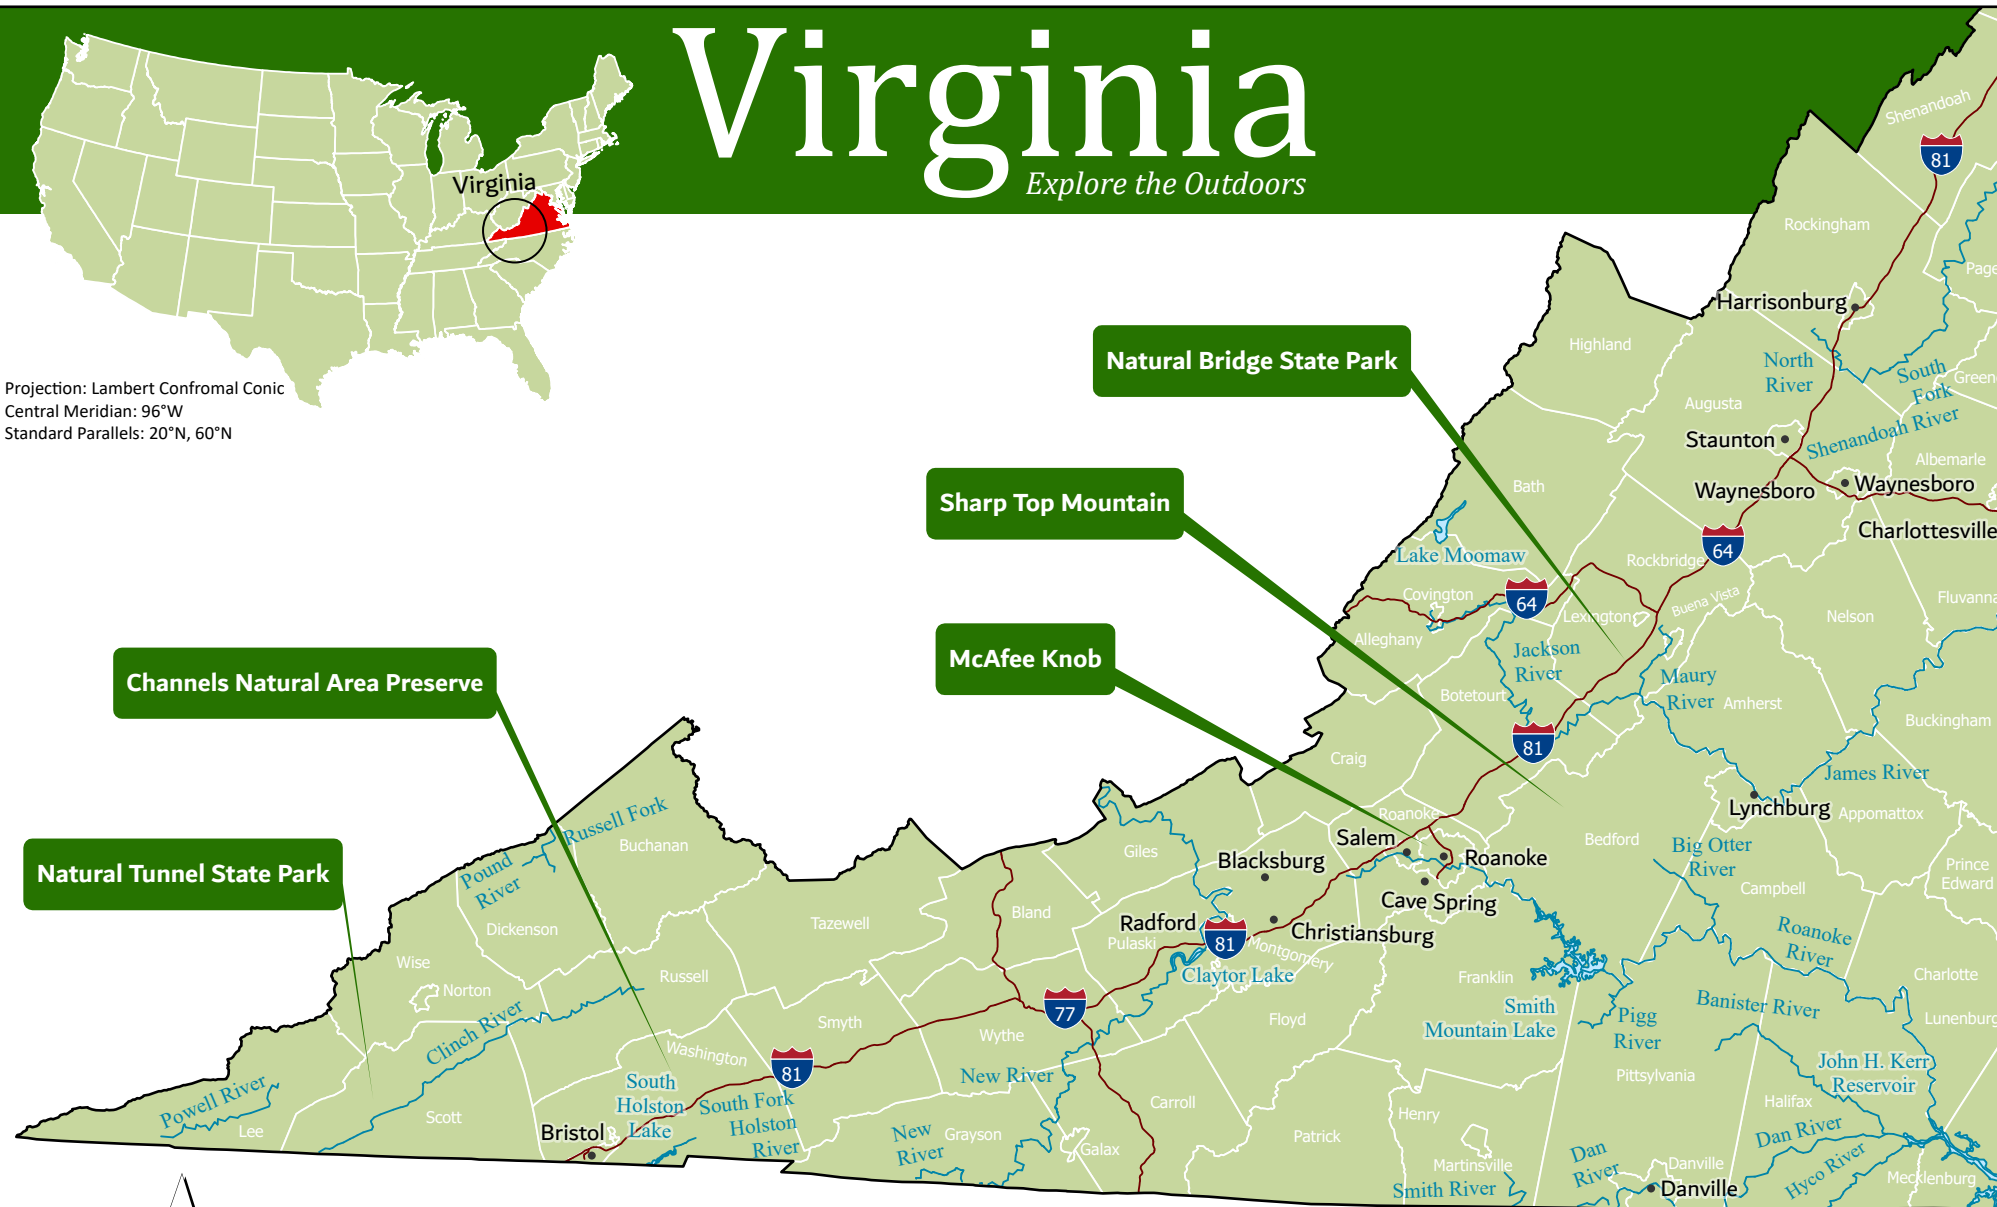 Virginia
Explore the Outdoors
Virginia
Projection: Lambert Confromal Conic
Central Meridian: 96°W
Standard Parallels: 20°N, 60°N
Natural Bridge State Park
Sharp Top Mountain
McAfee Knob
Channels Natural Area Preserve
Natural Tunnel State Park
Shenandoah
81
Rockingham
Page
Harrisonburg
Highland
North
River
South
Fork
Shenandoah River
Green
Augusta
Staunton
Albemarle
Bath
Waynesboro
Waynesboro
Charlottesville
Lake Moomaw
Rockbridge
64
Covington
64
Lexington
Buena Vista
Nelson
Fluvanna
Alleghany
Jackson
River
Botetourt
Maury
River
Amherst
Buckingham
81
Craig
James River
Lynchburg
Appomattox
Roanoke
Salem
Roanoke
Bedford
Big Otter
River
Campbell
Prince
Edward
Russell Fork
Buchanan
Pound
River
Dickenson
Giles
Blacksburg
Cave Spring
Tazewell
Bland
Radford
Pulaski
81
Christiansburg
Montgomery
Claytor Lake
Roanoke
River
Wise
Norton
Russell
Franklin
Charlotte
Smith
Mountain Lake
Banister River
Pigg
River
Lunenburg
Clinch River
Smyth
77
Wythe
Floyd
Washington
81
New River
Pittsylvania
John H. Kerr
Reservoir
South
Holston
Lake
South Fork
Holston
River
Powell River
Lee
Scott
Bristol
Carroll
Henry
Halifax
New
River
Grayson
Galax
Patrick
Dan River
Dan
River
Martinsville
Smith River
Danville
Danville
Hyco River
Mecklenburg